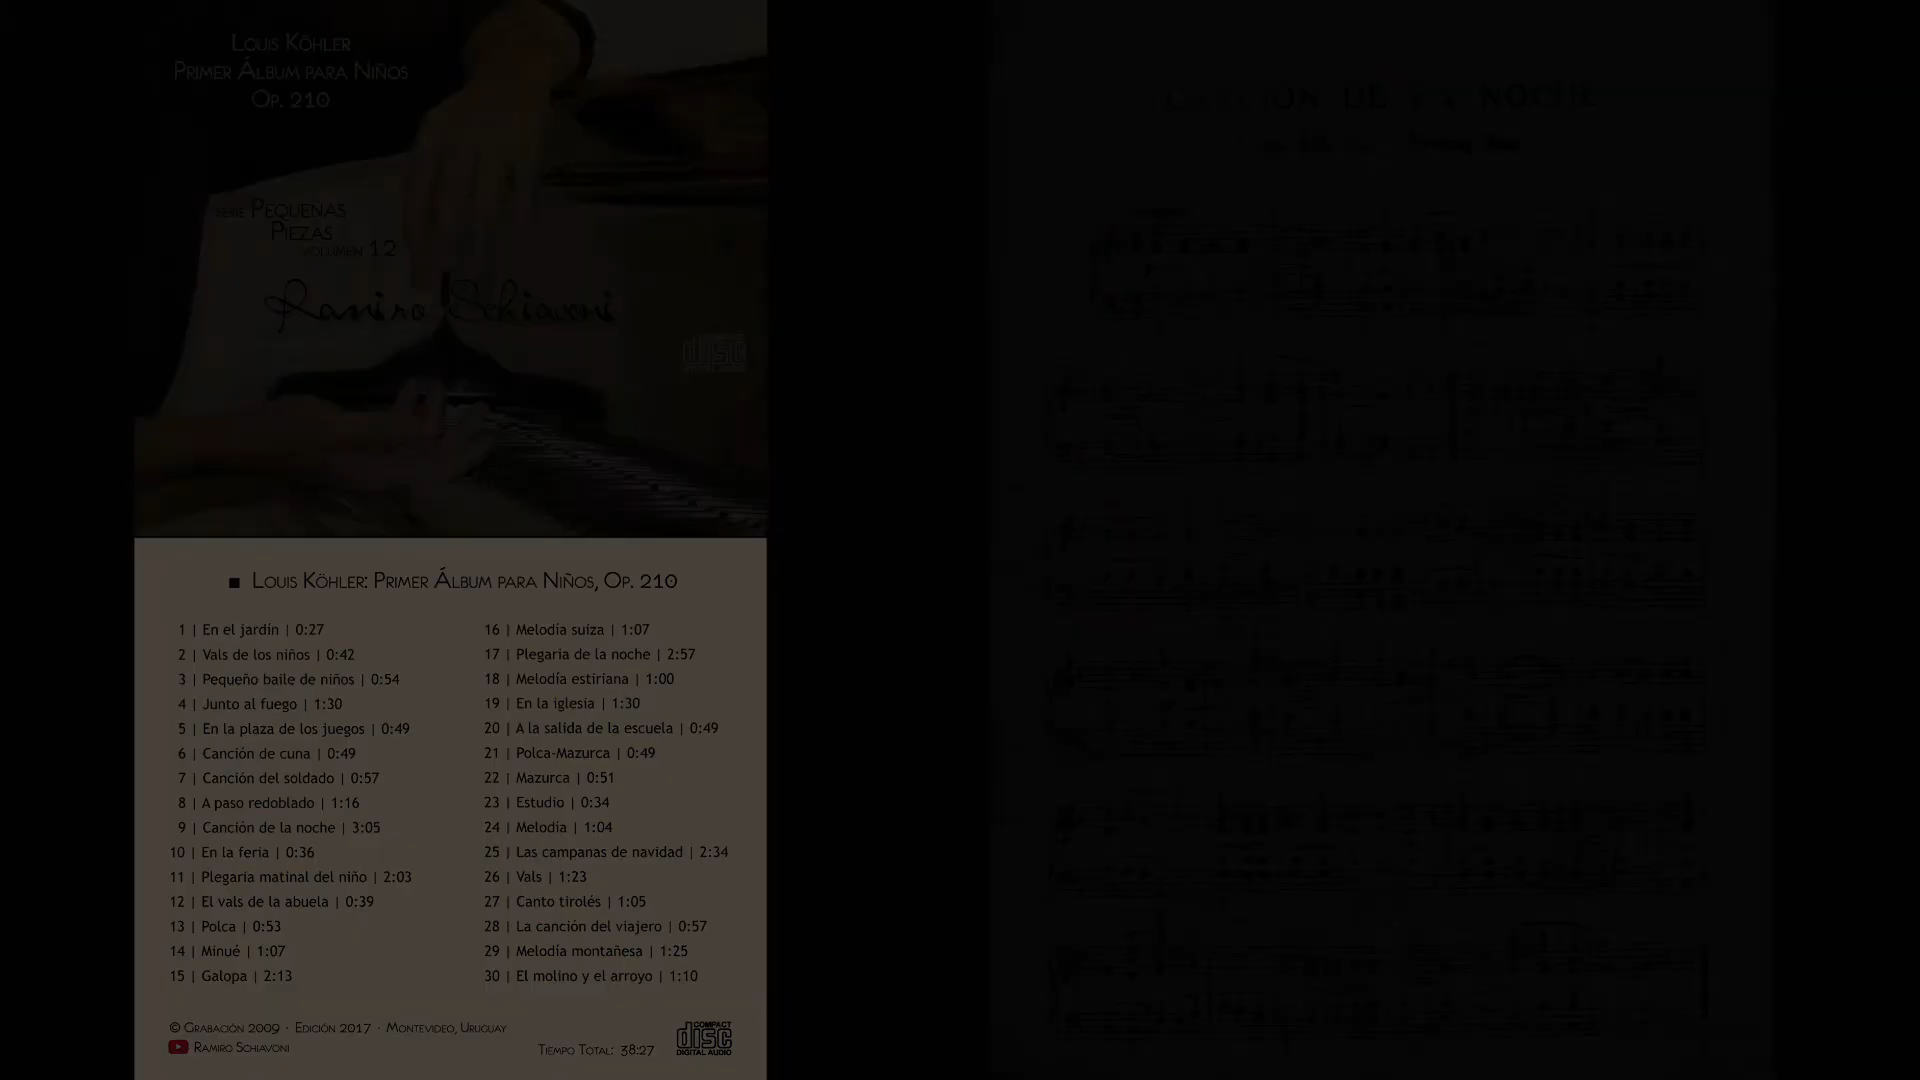 Louis Köhler
Primer Álbum para Niños
Op. 210
serie Pequeñas
Piezas
volumen 12
Ramiro Schiavoni
disc
DIGITAL AUDIO
■ Louis Köhler: Primer Álbum para Niños, Op. 210
1 | En el jardín | 0:27
2 | Vals de los niños | 0:42
3 | Pequeño baile de niños | 0:54
4 | Junto al fuego | 1:30
5 | En la plaza de los juegos | 0:49
6 | Canción de cuna | 0:49
7 | Canción del soldado | 0:57
8 | A paso redoblado | 1:16
9 | Canción de la noche | 3:05
10 | En la feria | 0:36
11 | Plegaria matinal del niño | 2:03
12 | El vals de la abuela | 0:39
13 | Polca | 0:53
14 | Minué | 1:07
15 | Galopa | 2:13
16 | Melodía suiza | 1:07
17 | Plegaria de la noche | 2:57
18 | Melodía estiriana | 1:00
19 | En la iglesia | 1:30
20 | A la salida de la escuela | 0:49
21 | Polca-Mazurca | 0:49
22 | Mazurca | 0:51
23 | Estudio | 0:34
24 | Melodía | 1:04
25 | Las campanas de navidad | 2:34
26 | Vals | 1:23
27 | Canto tirolés | 1:05
28 | La canción del viajero | 0:57
29 | Melodía montañesa | 1:25
30 | El molino y el arroyo | 1:10
© Grabación 2009 · Edición 2017 · Montevideo, Uruguay
Ramiro Schiavoni
Tiempo Total: 38:27
COMPACT
disc
DIGITAL AUDIO
DE NOCHE